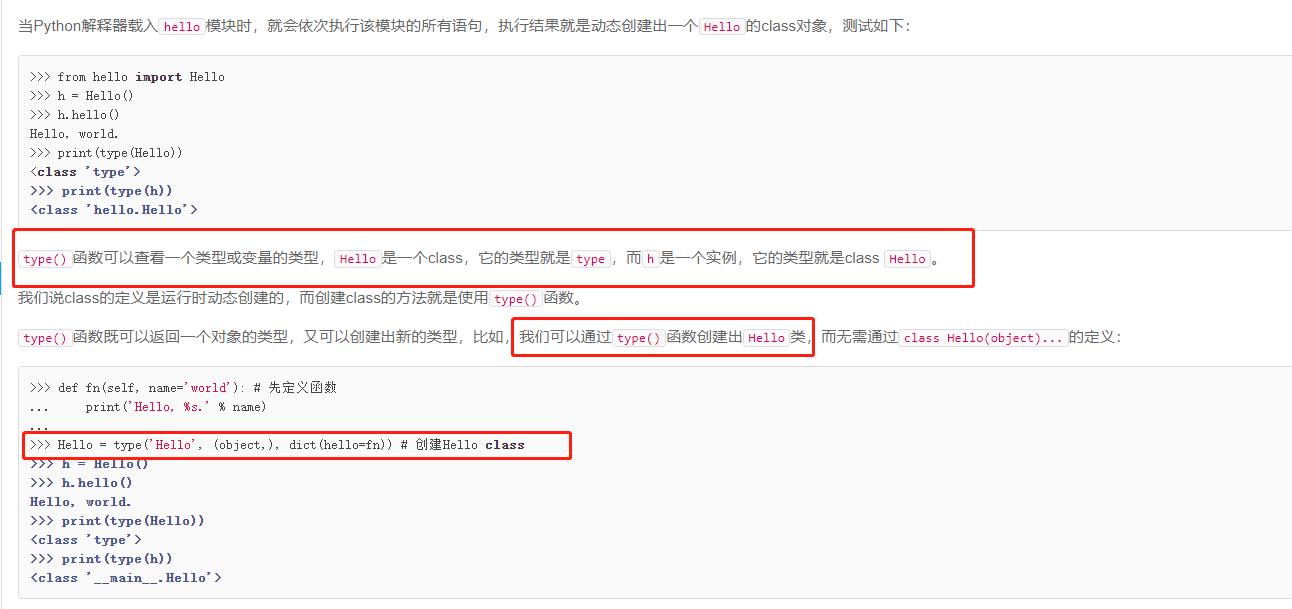 当Python解释器载入hello模块时，就会依次执行该模块的所有语句，执行结果就是动态创建出一个Hello的class对象，测试如下：
>>> from hello import Hello
>>> h = Hello()
>>> h.hello()
Hello, world.
>>> print(type(Hello))
<class 'type'>
>>> print(type(h))
<class 'hello.Hello'>
type()函数可以查看一个类型或变量的类型，Hello是一个class，它的类型就是type，而h是一个实例，它的类型就是class Hello。
我们说class的定义是运行时动态创建的，而创建class的方法就是使用type()函数。
type()函数既可以返回一个对象的类型，又可以创建出新的类型，比如，我们可以通过type()函数创建出Hello类，而无需通过class Hello(object)...的定义：
>>> def fn(self, name='world'): # 先定义函数
...     print('Hello, %s.' % name)
...
>>> Hello = type('Hello', (object,), dict(hello=fn)) # 创建Hello class
>>> h = Hello()
>>> h.hello()
Hello, world.
>>> print(type(Hello))
<class 'type'>
>>> print(type(h))
<class '__main__.Hello'>